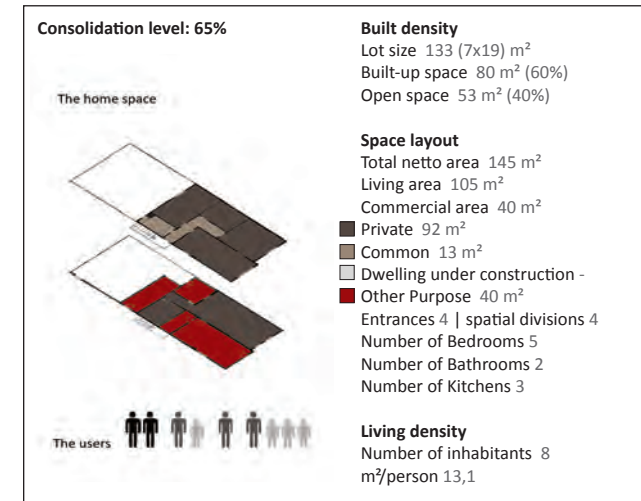 Consolidation level: 65%
The home space
The users
Built density
Lot size 133 (7x19) m²
Built-up space 80 m² (60%)
Open space 53 m² (40%)
Space layout
Total netto area 145 m²
Living area 105 m²
Commercial area 40 m²
Private 92 m²
Common 13 m²
Dwelling under construction -
Other Purpose 40 m²
Entrances 4 | spatial divisions 4
Number of Bedrooms 5
Number of Bathrooms 2
Number of Kitchens 3
Living density
Number of inhabitants 8
m²/person 13,1